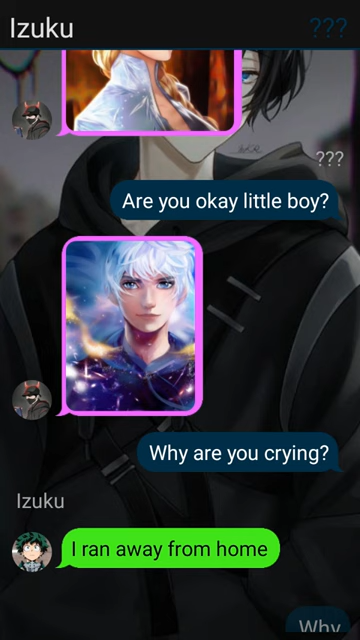 Izuku
???
???
Are you okay little boy?
Why are you crying?
Izuku
I ran away from home
Why